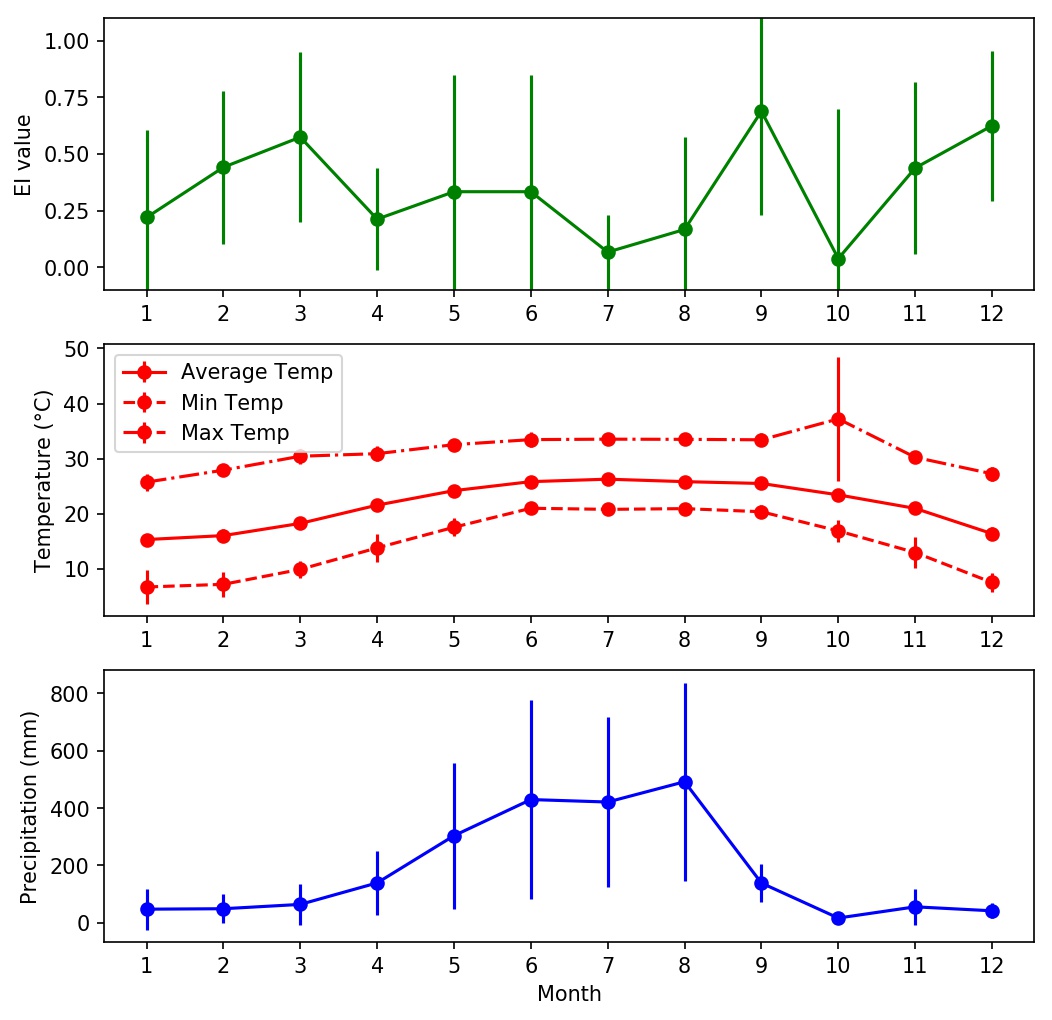 EI value
1.00
0.75
0.50
0.25
0.00
1 2 3 4 5 6 7 8 9 10 11 12
Temperature (°C)
50
40
30
20
10
Average Temp
Min Temp
Max Temp
1 2 3 4 5 6 7 8 9 10 11 12
Precipitation (mm)
800
600
400
200
0
1 2 3 4 5 6 7 8 9 10 11 12
Month